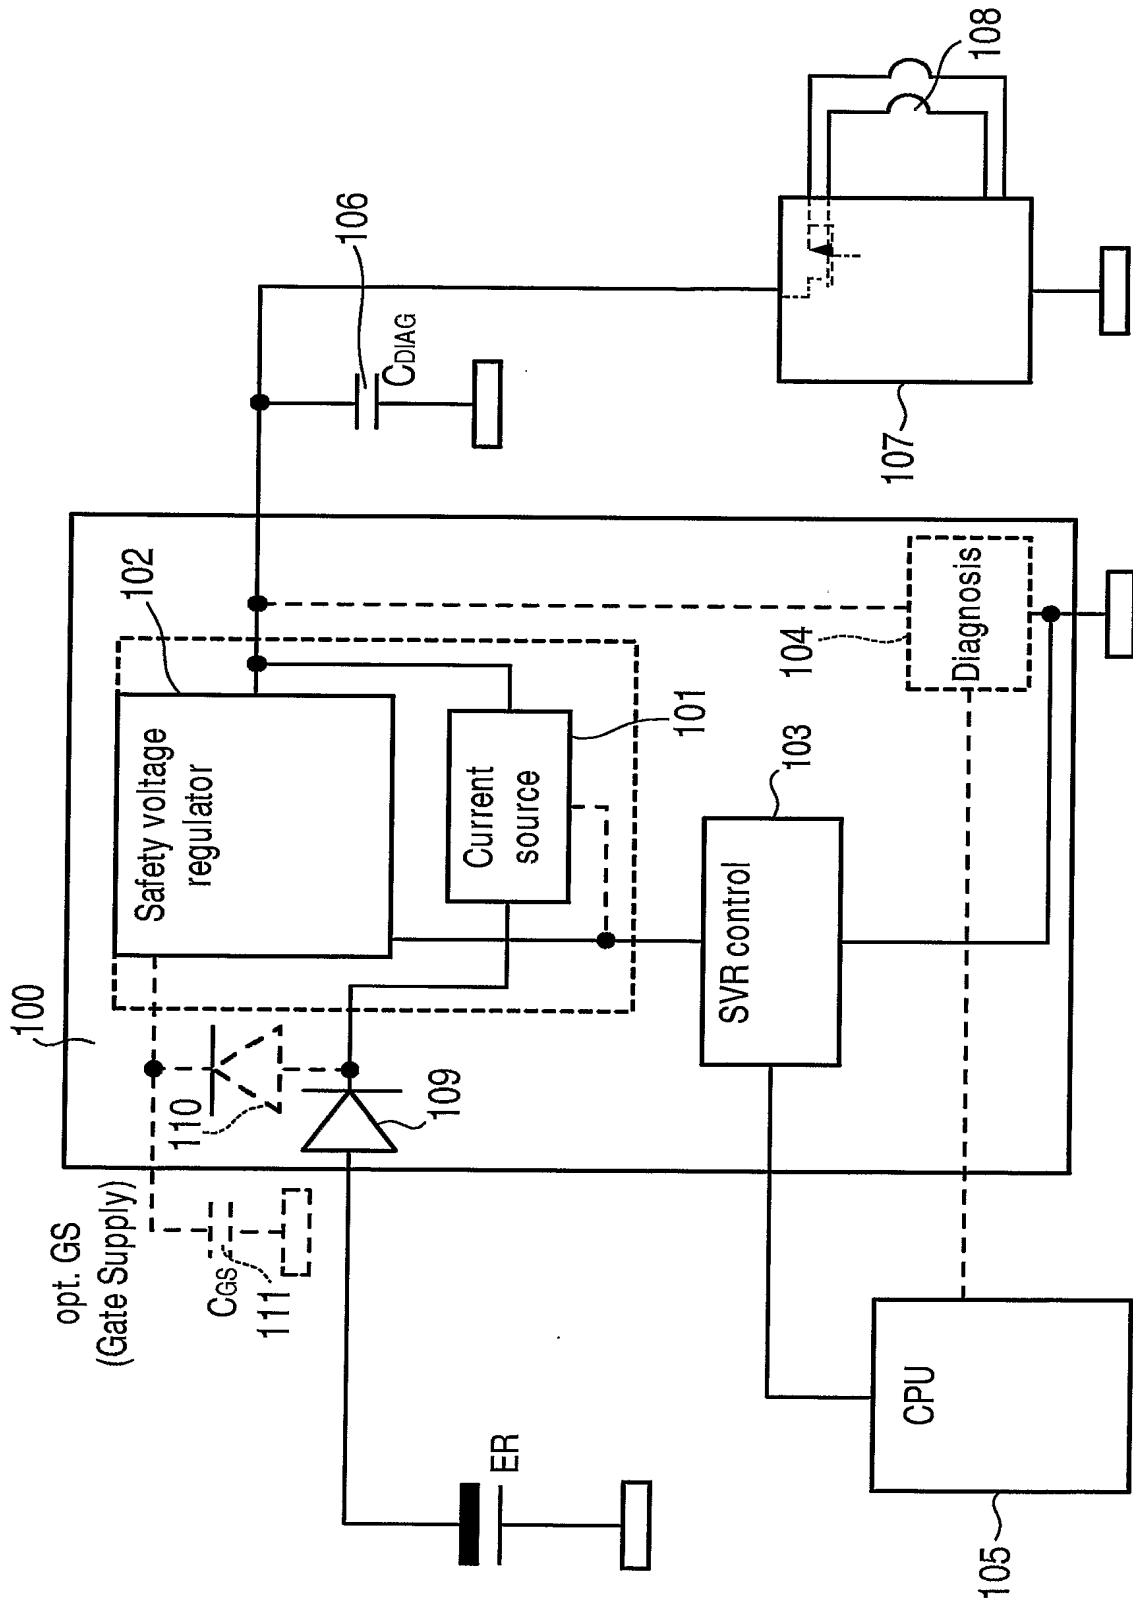 100
opt. GS
(Gate Supply)
CGS
111
110
109
ER
Safety voltage
regulator
102
Current
source
101
SVR control
103
Diagnosis
104
CPU
105
106
CDIAG
107
108